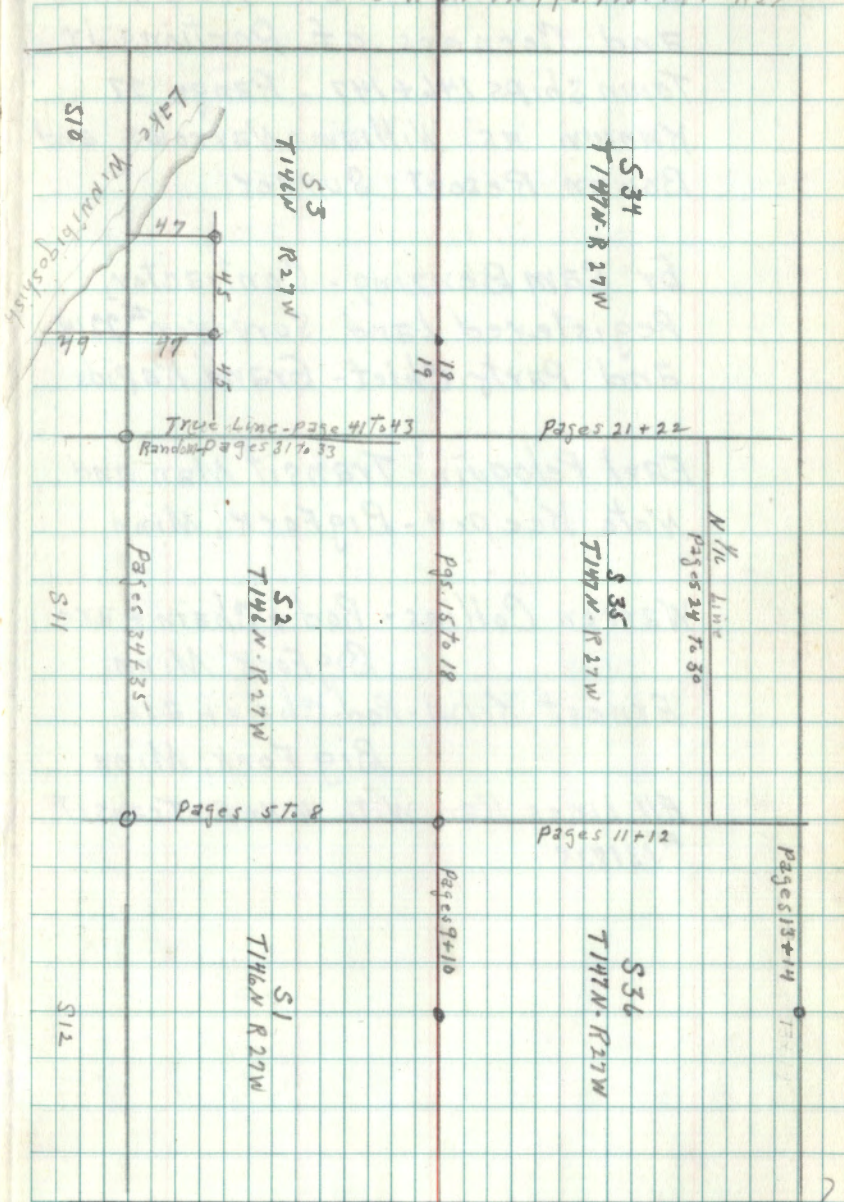 S10
Lake
Winnibigoshish
47
45
49
47
45
S 3
T146N R27W
S 34
T147N-R27W
19
19
True Line-page 41 To 43
Random-pages 31 To 33
Pages 21 + 22
N 1/16 Line
Pages 24 To 30
S11
Pages 34+35
S2
T146N-R27W
Pgs. 15 to 18
S 35
T147N-R27W
Pages 5 To 8
Pages 11+12
Pages 9+10
Pages 13+14
S12
S1
T146N R27W
S36
T147N-R27W